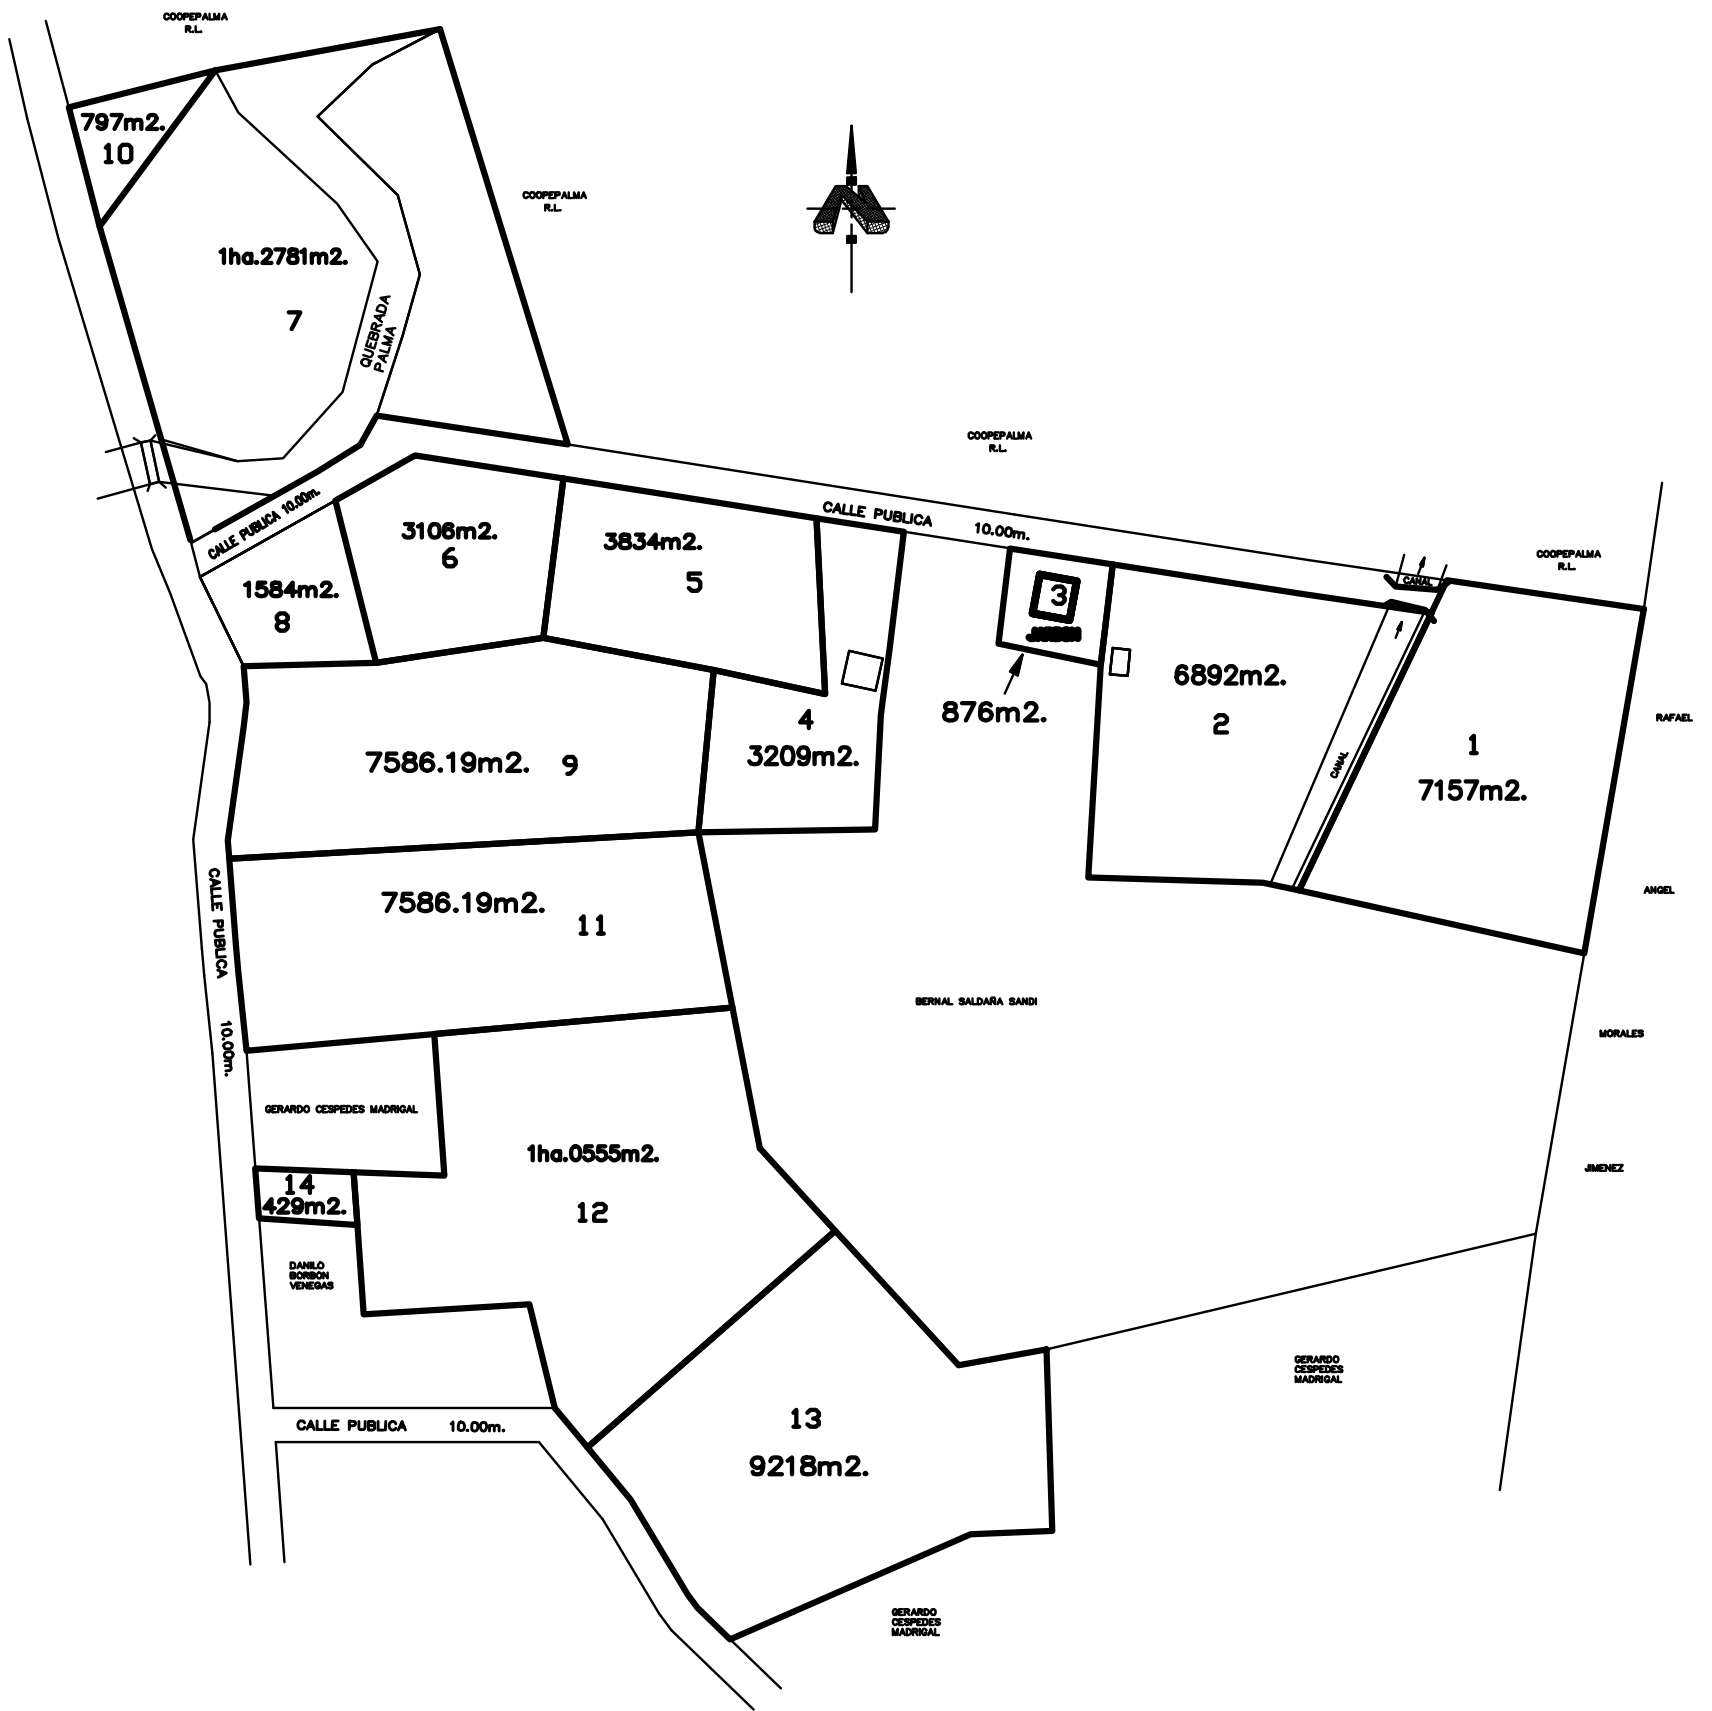 COOPEPALMA
R.L.
797m2.
10
COOPEPALMA
R.L.
1ha.2781m2.
7
QUEBRADA
PALMA
N
COOPEPALMA
R.L.
CALLE PUBLICA 10.00m.
CALLE PUBLICA 10.00m.
COOPEPALMA
R.L.
CANAL
3106m2.
6
3834m2.
5
1584m2.
8
3
JARDIN
876m2.
6892m2.
2
CANAL
1
7157m2.
RAFAEL
ANGEL
MORALES
JIMENEZ
4
3209m2.
7586.19m2. 9
7586.19m2.
11
CALLE PUBLICA 10.00m.
BERNAL SALDAÑA SANDI
GERARDO CESPEDES MADRIGAL
1ha.0555m2.
12
14
429m2.
DANILO
BORBON
VENEGAS
GERARDO
CESPEDES
MADRIGAL
CALLE PUBLICA 10.00m.
13
9218m2.
GERARDO
CESPEDES
MADRIGAL